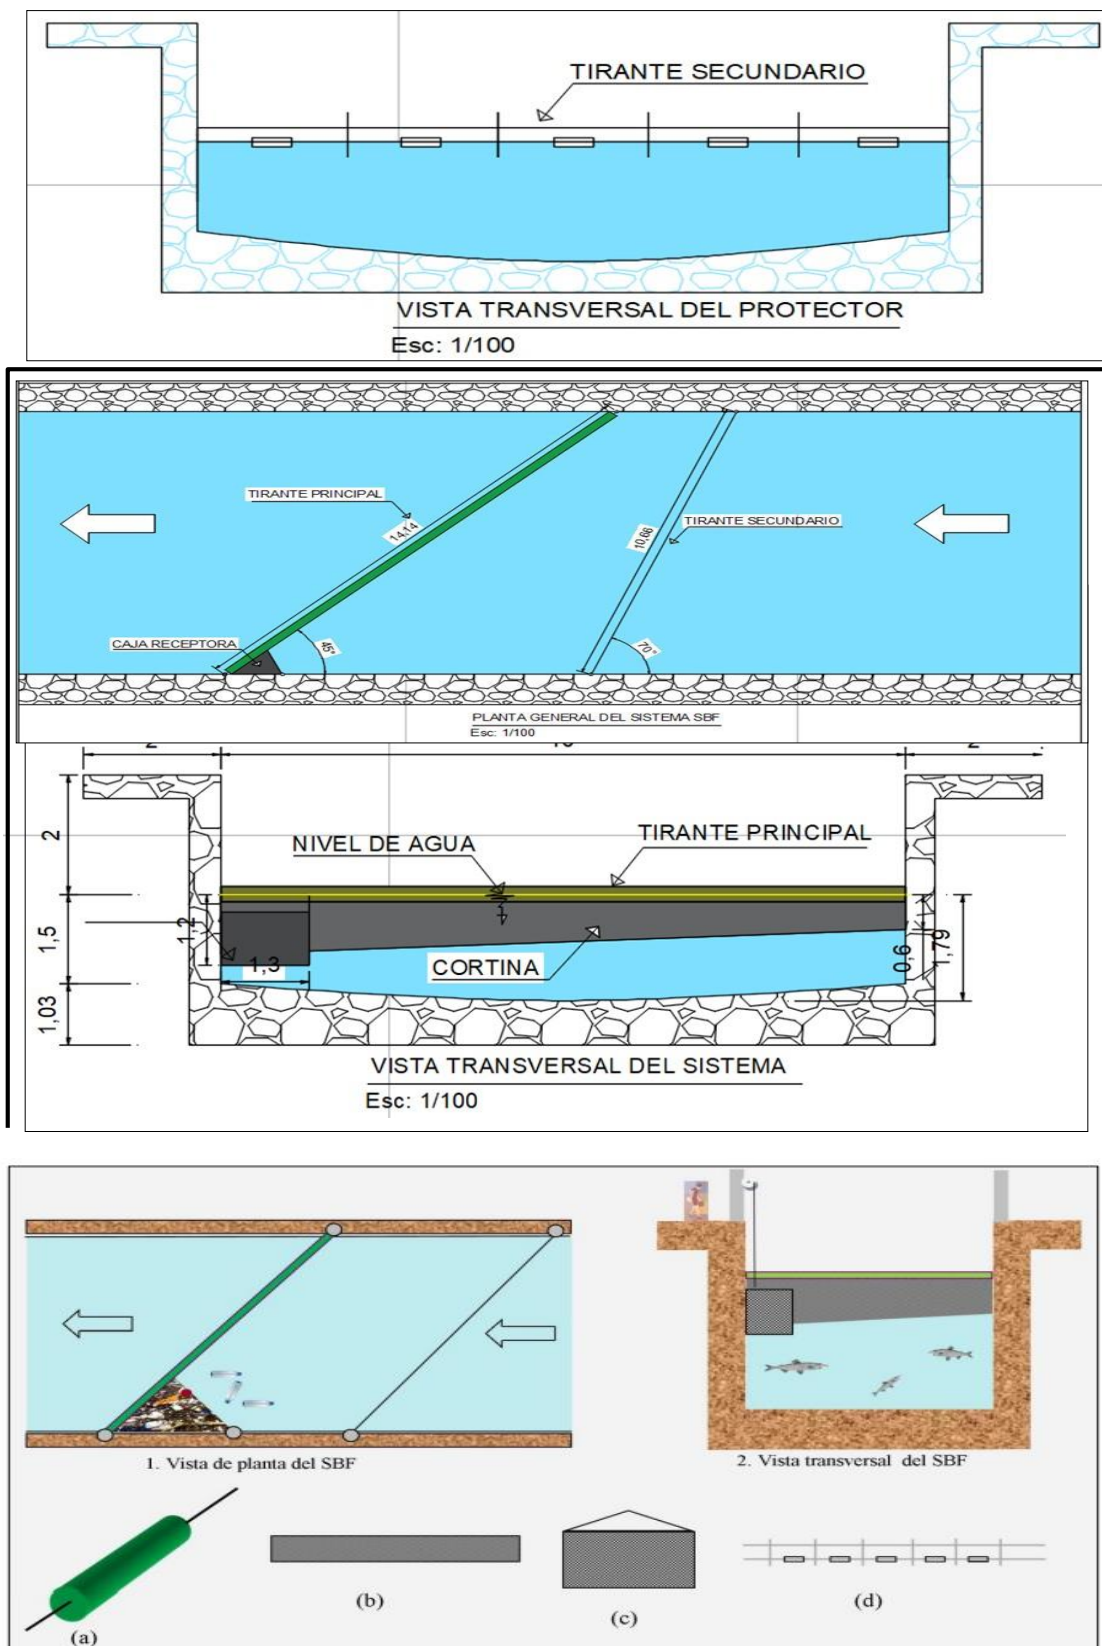 TIRANTE SECUNDARIO
VISTA TRANSVERSAL DEL PROTECTOR
Esc: 1/100
TIRANTE PRINCIPAL
14,14
TIRANTE SECUNDARIO
10,66
CAJA RECEPTORA
45°
70°
PLANTA GENERAL DEL SISTEMA SBF
Esc: 1/100
2
NIVEL DE AGUA
TIRANTE PRINCIPAL
1,5
1,2
1,3
CORTINA
0,6
1,79
1,03
VISTA TRANSVERSAL DEL SISTEMA
Esc: 1/100
1. Vista de planta del SBF
2. Vista transversal del SBF
(a)
(b)
(c)
(d)